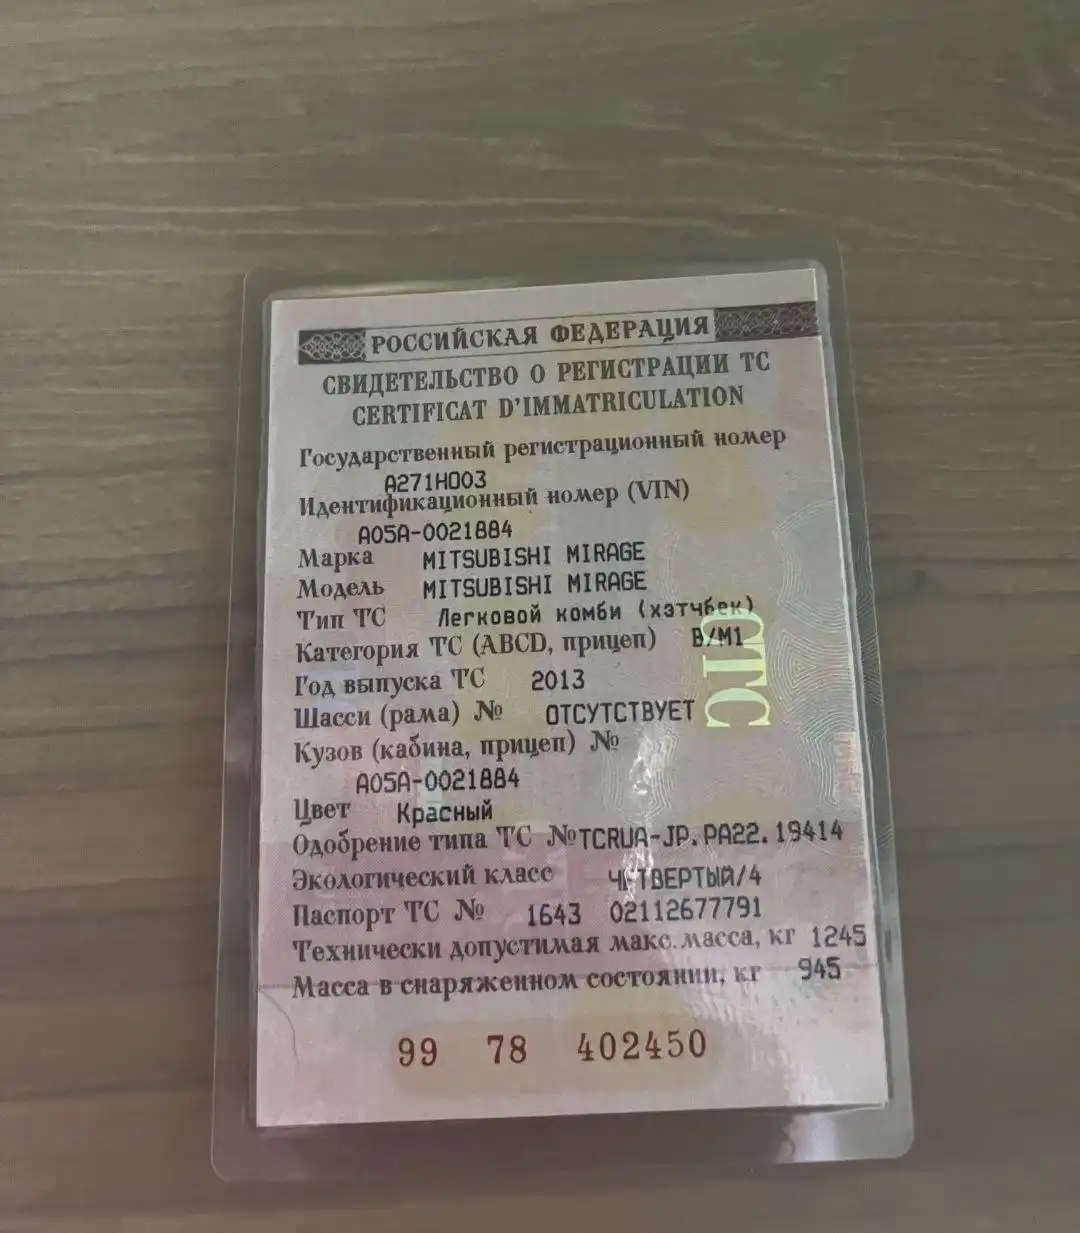 РОССИЙСКАЯ ФЕДЕРАЦИЯ
СВИДЕТЕЛЬСТВО О РЕГИСТРАЦИИ ТС
CERTIFICAT D'IMMATRICULATION
Государственный регистрационный номер
А271НО03
Идентификационный номер (VIN)
A05A-0021884
Марка MITSUBISHI MIRAGE
Модель MITSUBISHI MIRAGE
Тип ТС Легковой комби (хэтчбек)
Категория ТС (ABCD, прицеп) B/M1
Год выпуска ТС 2013
Шасси (рама) № ОТСУТСТВУЕТ
Кузов (кабина, прицеп) №
A05A-0021884
Цвет Красный
Одобрение типа ТС №TCRUA-JP.PA22.19414
Экологический класс ЧЕТВЕРТЫЙ/4
Паспорт ТС № 1643 02112677791
Технически допустимая макс.масса, кг 1245
Масса в снаряженном состоянии, кг 945
99 78 402450
СТС